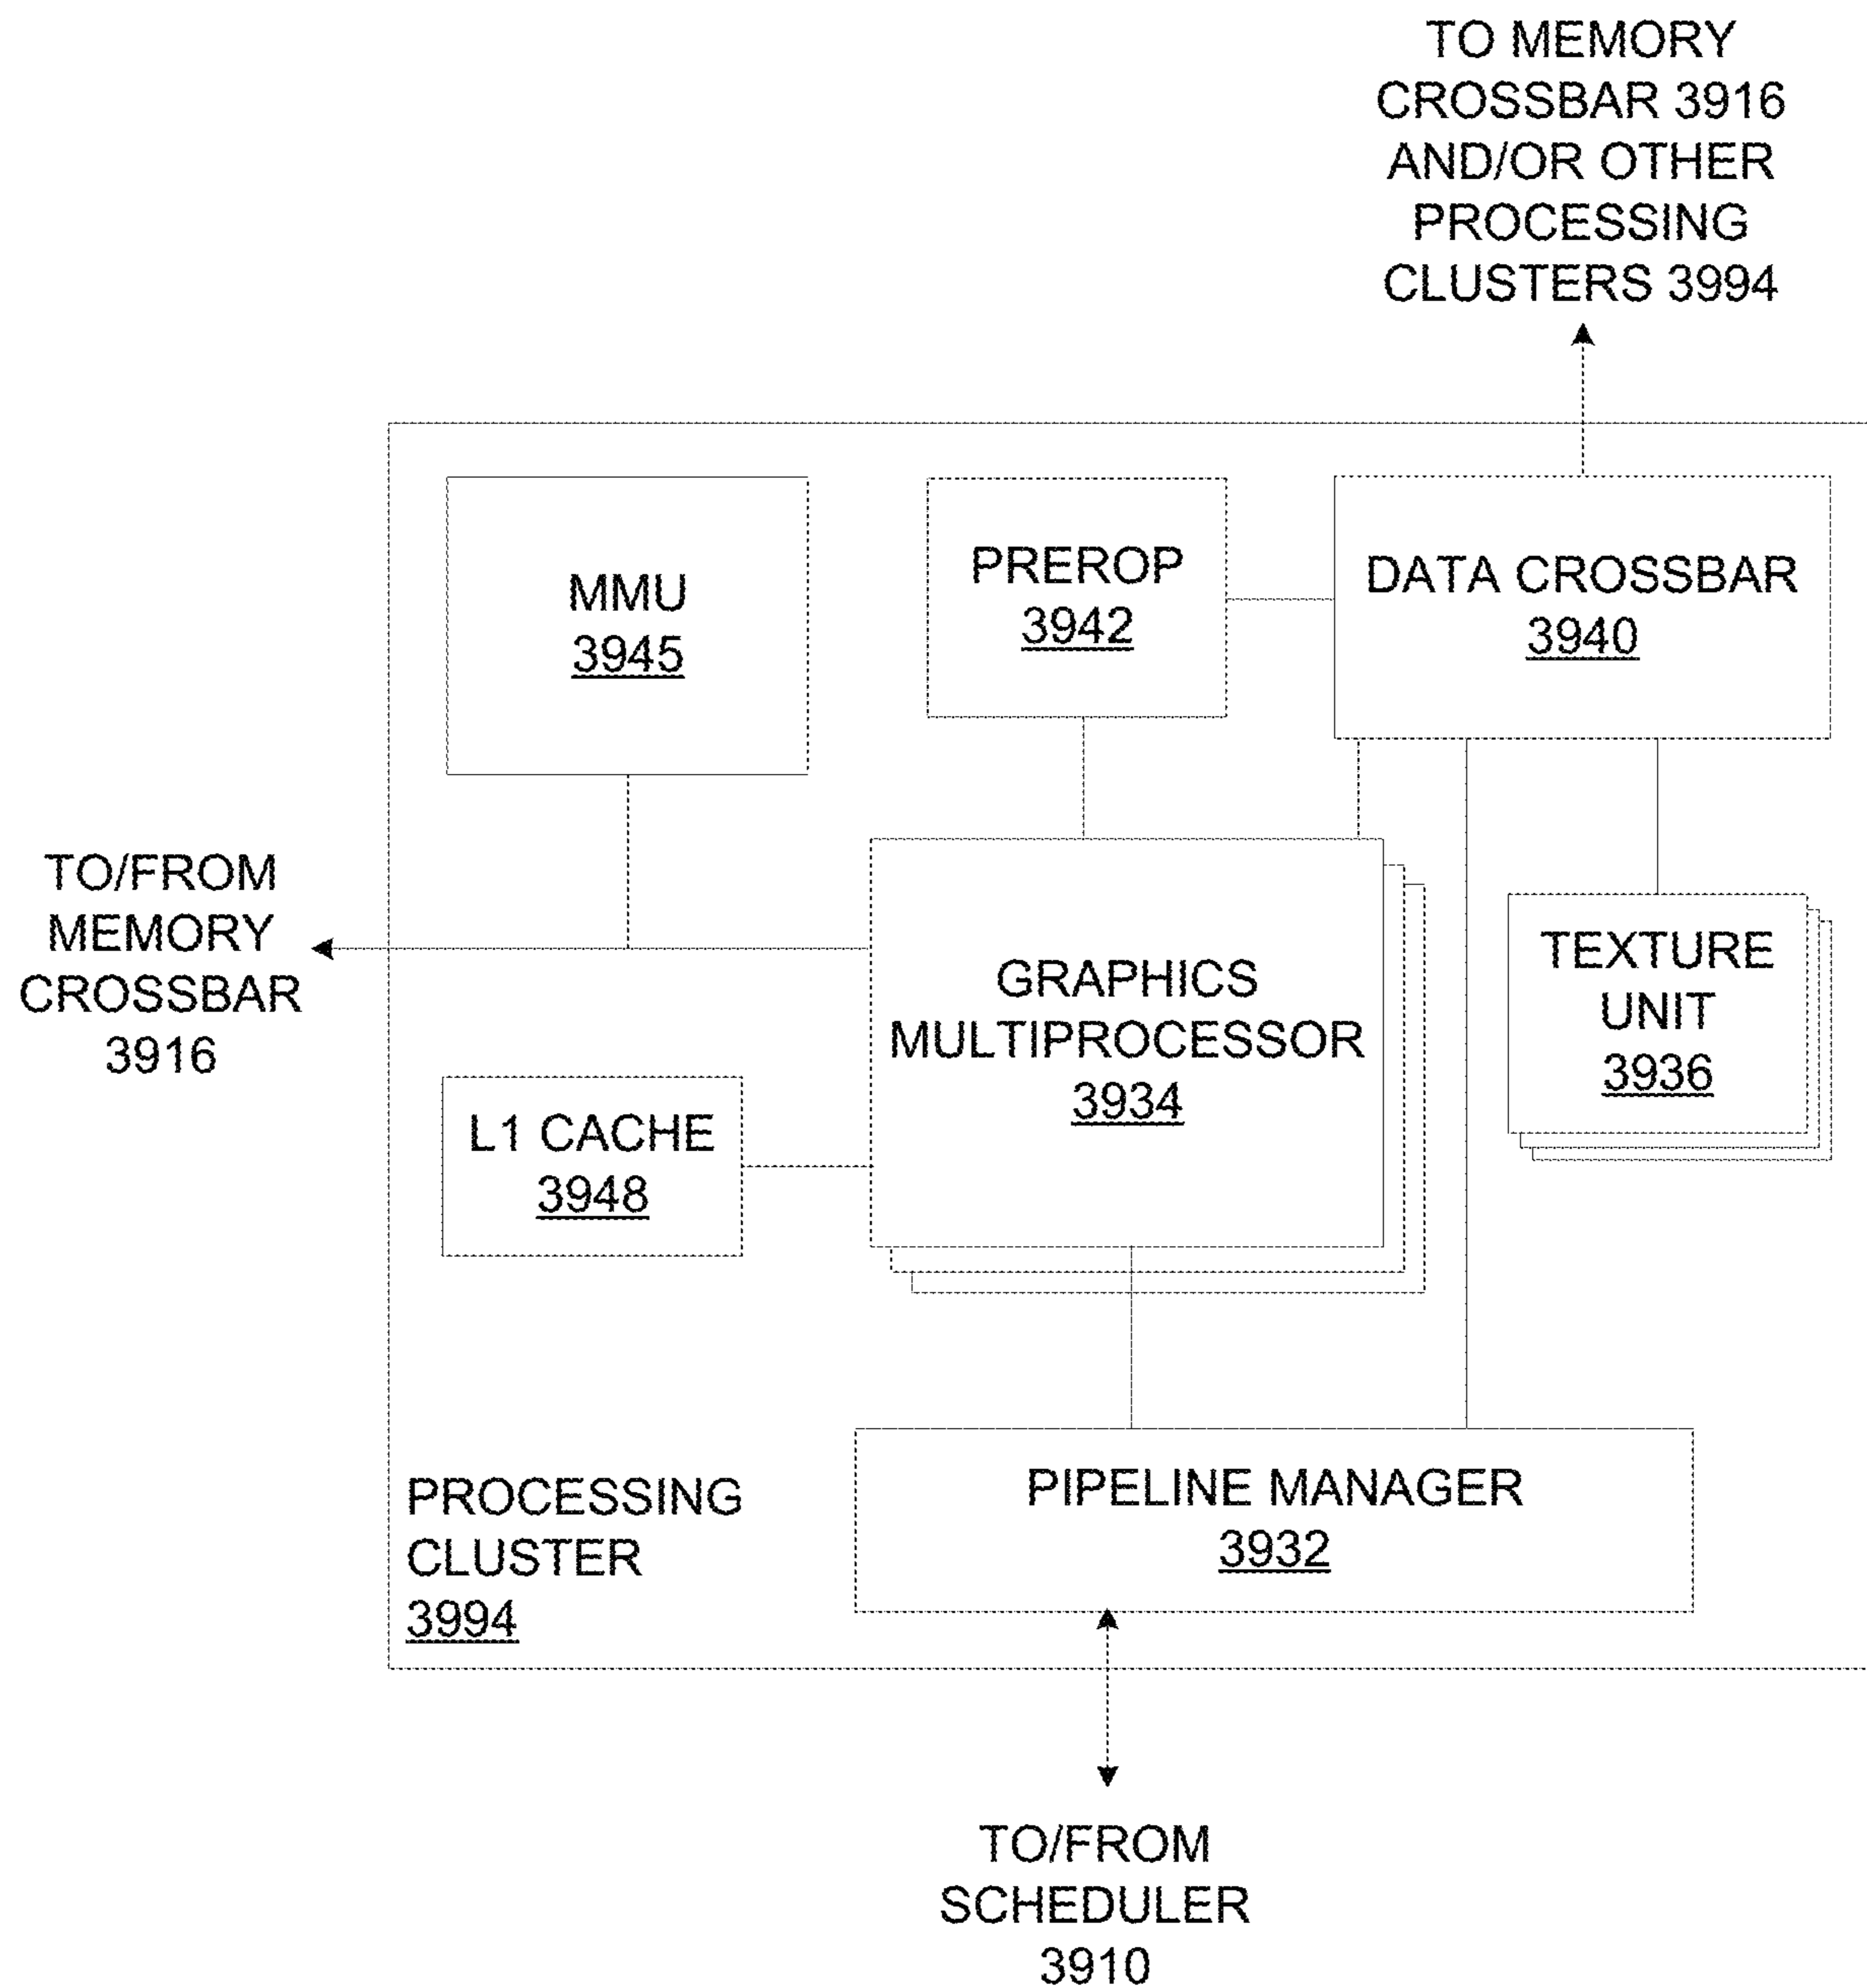 TO MEMORY
CROSSBAR 3916
AND/OR OTHER
PROCESSING
CLUSTERS 3994
MMU
3945
PREROP
3942
DATA CROSSBAR
3940
TO/FROM
MEMORY
CROSSBAR
3916
GRAPHICS
MULTIPROCESSOR
3934
TEXTURE
UNIT
3936
L1 CACHE
3948
PROCESSING
CLUSTER
3994
PIPELINE MANAGER
3932
TO/FROM
SCHEDULER
3910